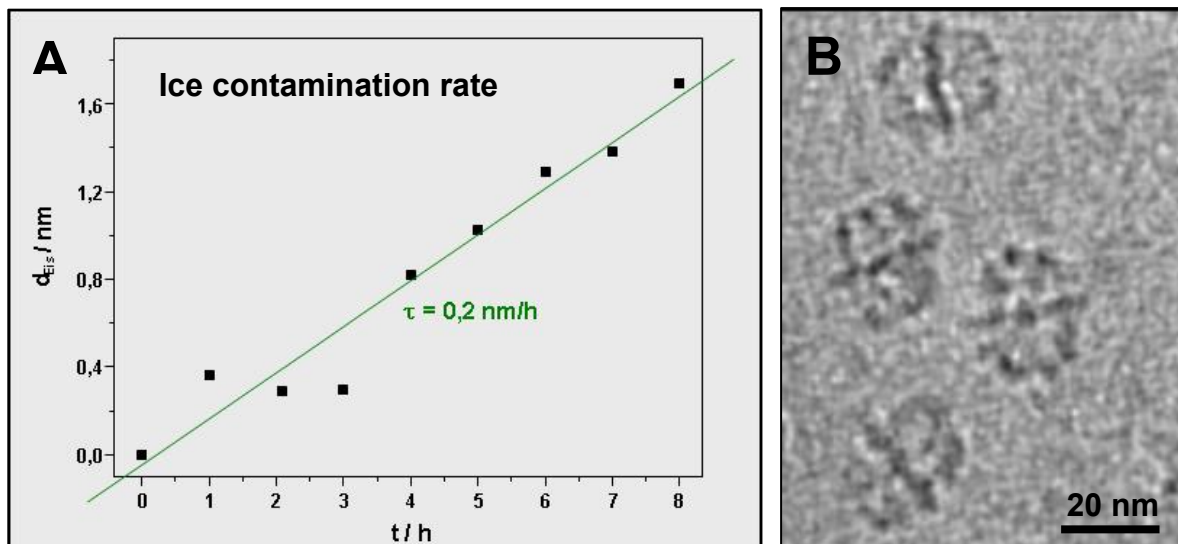 A
Ice contamination rate
1,6
1,2
0,8
0,4
0,0
d_Eis / nm
τ = 0,2 nm/h
0 1 2 3 4 5 6 7 8
t / h
B
20 nm